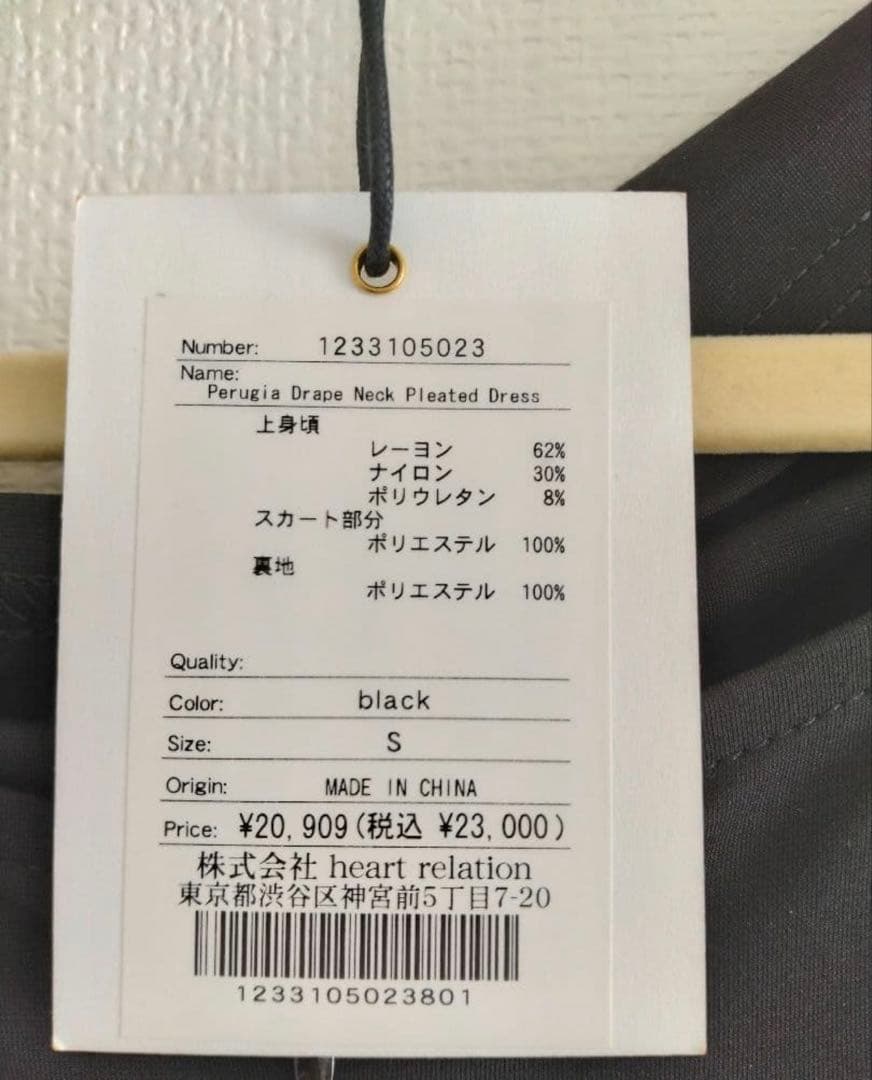 Number: 1233105023
Name:
Perugia Drape Neck Pleated Dress
上身頃
レーヨン 62%
ナイロン 30%
ポリウレタン 8%
スカート部分
ポリエステル 100%
裏地
ポリエステル 100%
Quality:
Color: black
Size: S
Origin: MADE IN CHINA
Price: ¥20,909(税込 ¥23,000)
株式会社 heart relation
東京都渋谷区神宮前5丁目7-20
1233105023801